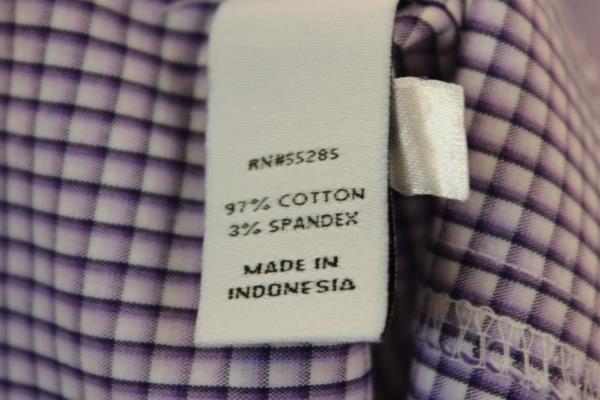 RN#55285
97% COTTON
3% SPANDEX
MADE IN
INDONESIA